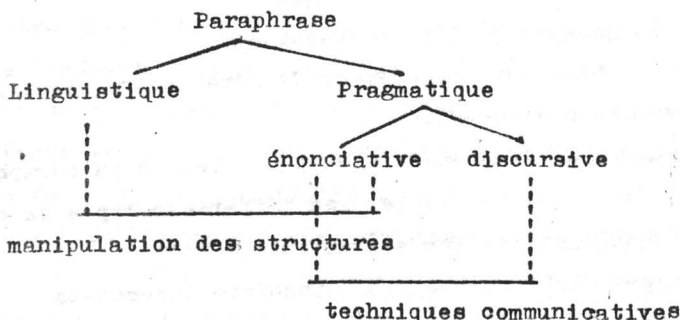 Paraphrase
Linguistique Pragmatique
énonciative discursive
manipulation des structures
techniques communicatives